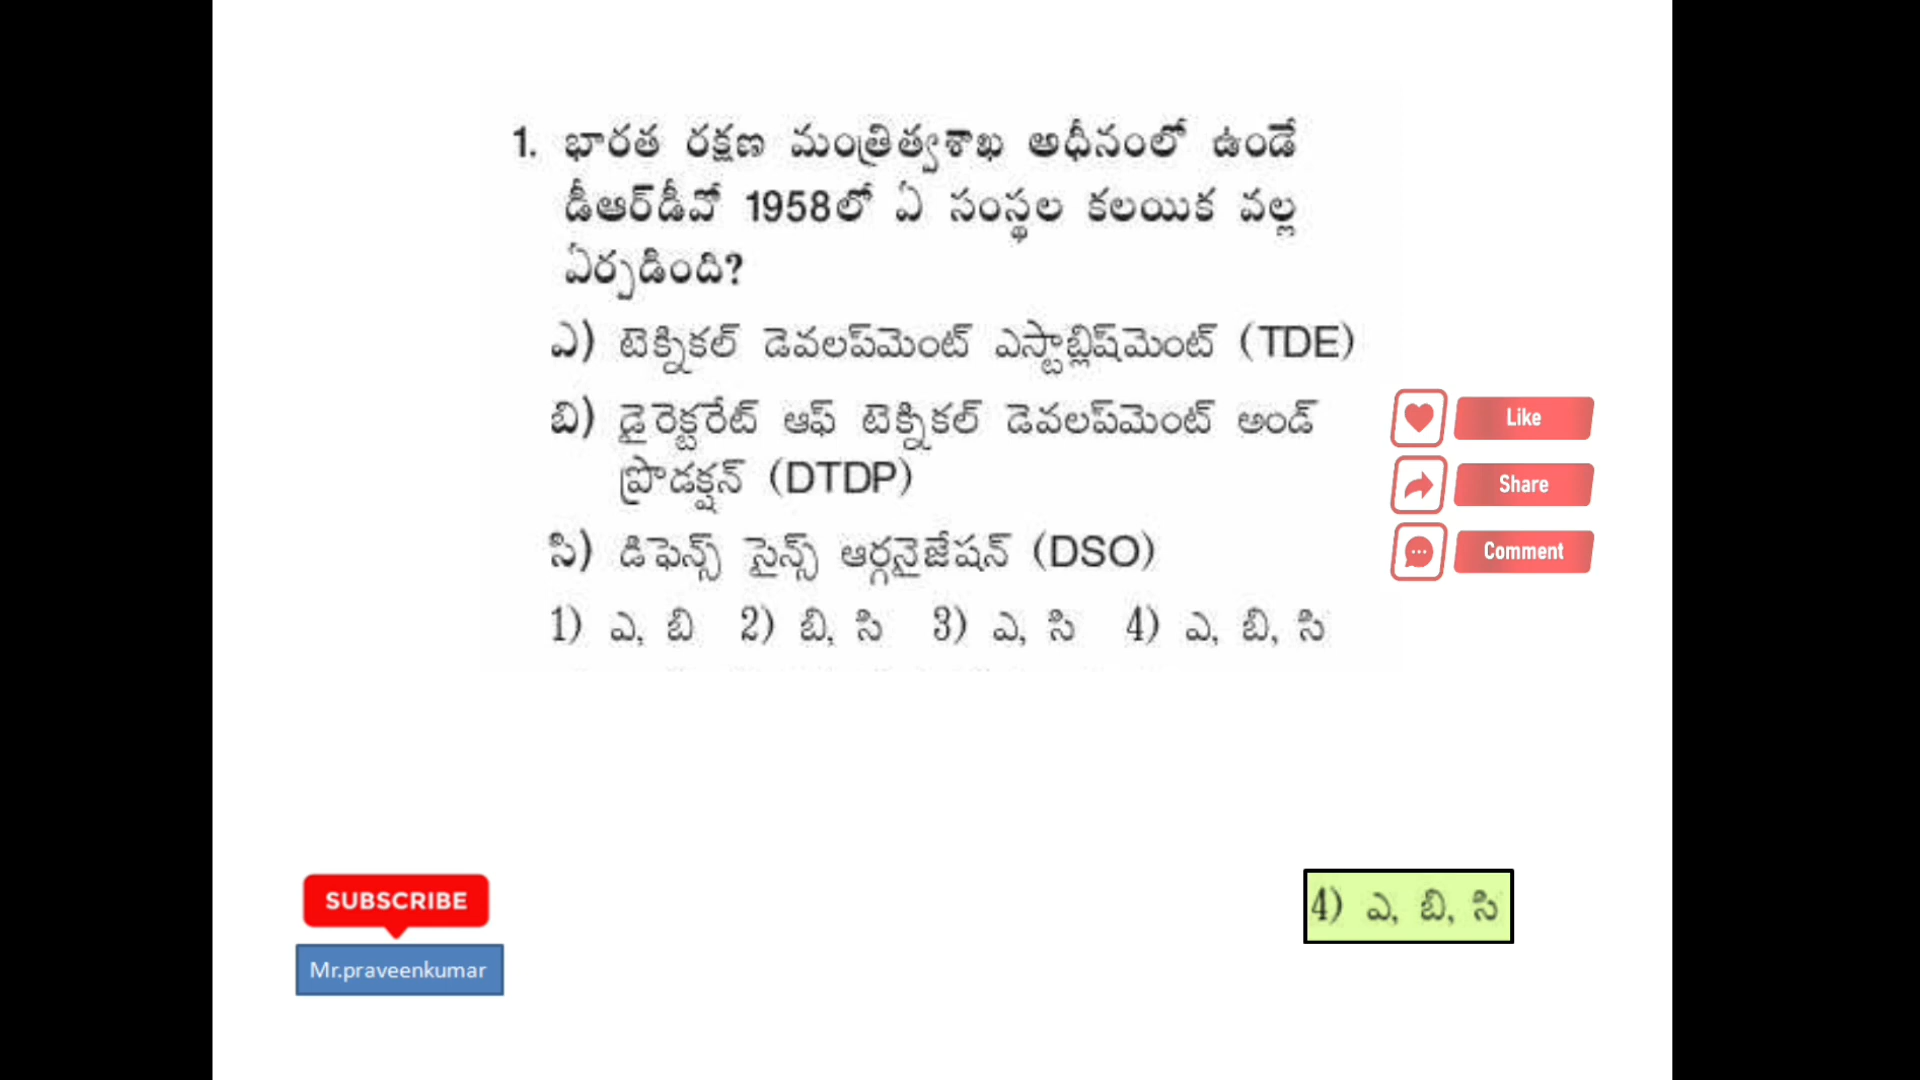 1. భారత రక్షణ మంత్రిత్వశాఖ అధీనంలో ఉండే
డీఆర్‌డీవో 1958లో ఏ సంస్థల కలయిక వల్ల
ఏర్పడింది?
ఎ) టెక్నికల్ డెవలప్‌మెంట్ ఎస్టాబ్లిష్‌మెంట్ (TDE)
బి) డైరెక్టరేట్ ఆఫ్ టెక్నికల్ డెవలప్‌మెంట్ అండ్
ప్రొడక్షన్ (DTDP)
సి) డిఫెన్స్ సైన్స్ ఆర్గనైజేషన్ (DSO)
1) ఎ, బి 2) బి, సి 3) ఎ, సి 4) ఎ, బి, సి
Like
Share
Comment
SUBSCRIBE
Mr.praveenkumar
4) ఎ, బి, సి